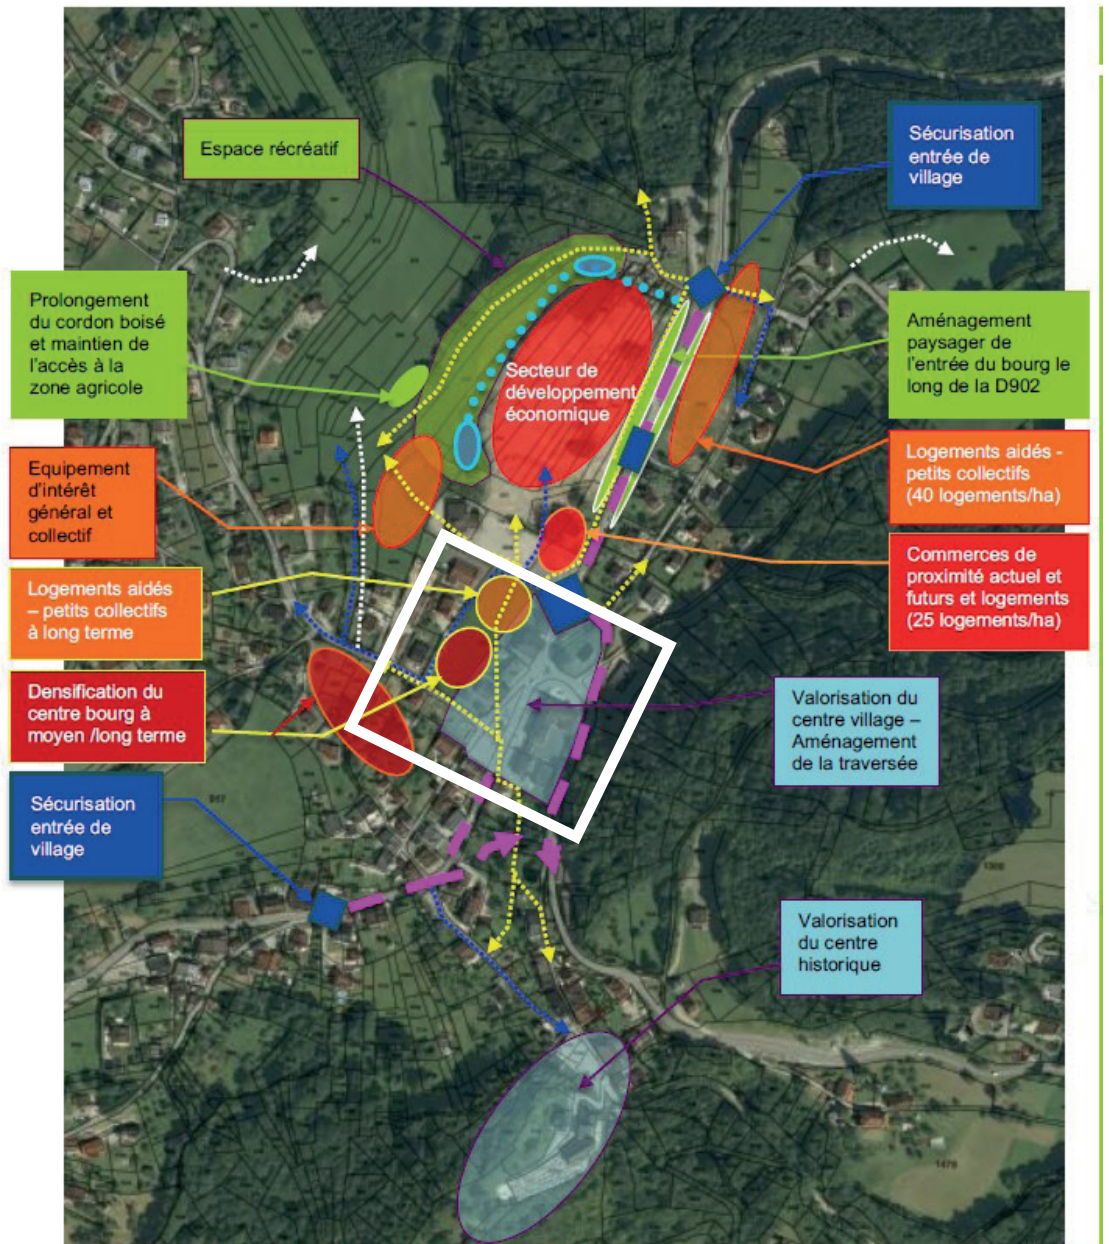 Espace récréatif
Sécurisation
entrée de
village
Prolongement
du cordon boisé
et maintien de
l'accès à la
zone agricole
Aménagement
paysager de
l'entrée du bourg le
long de la D902
Secteur de
développement
économique
Equipement
d'intérêt
général et
collectif
Logements aidés -
petits collectifs
(40 logements/ha)
Logements aidés
– petits collectifs
à long terme
Commerces de
proximité actuel et
futurs et logements
(25 logements/ha)
Densification du
centre bourg à
moyen /long terme
Valorisation du
centre village –
Aménagement
de la traversée
Sécurisation
entrée de
village
Valorisation
du centre
historique